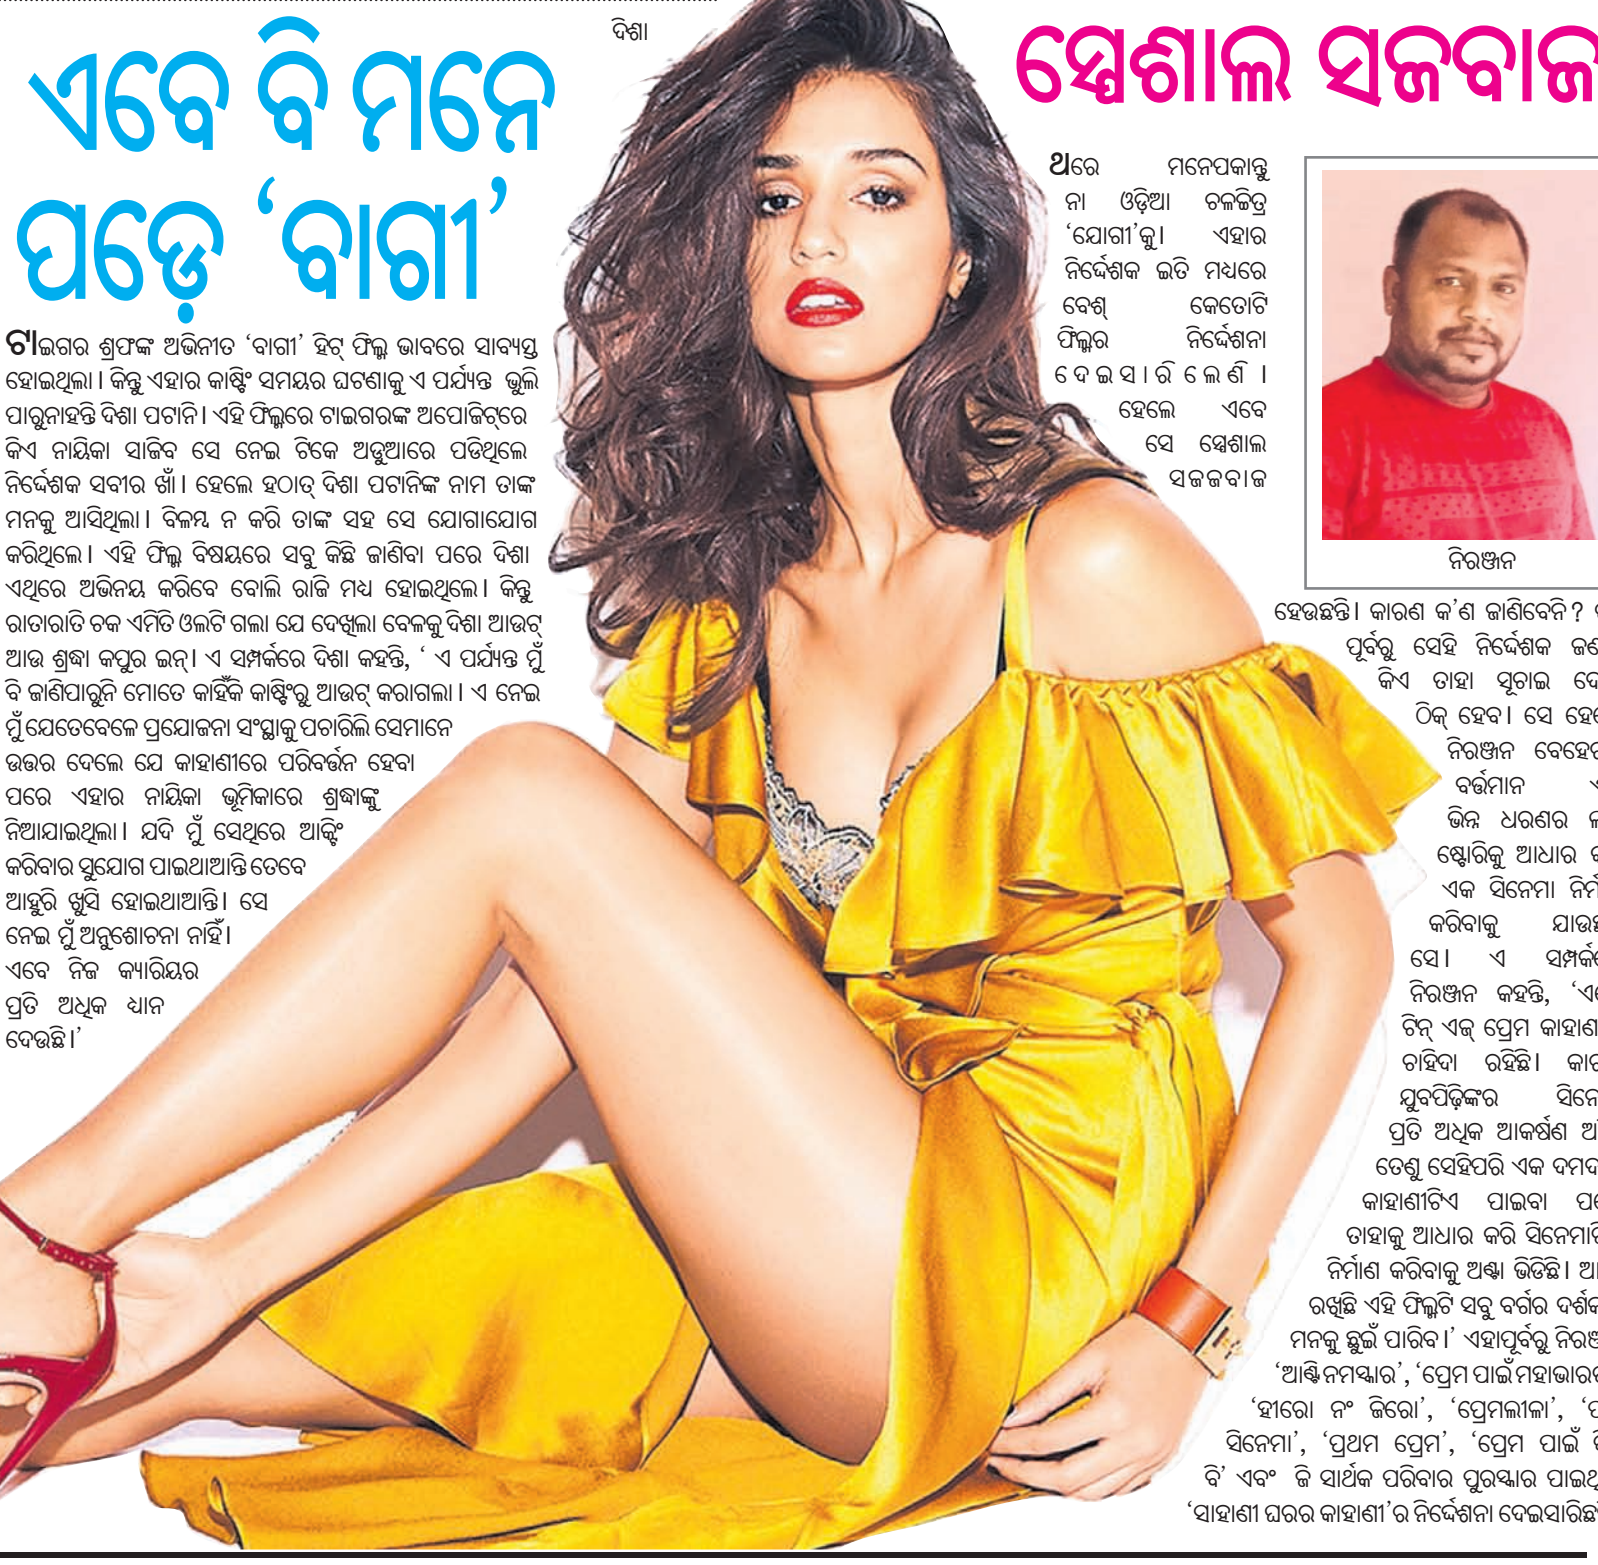 ଦିଶା
ଏବେ ବି ମନେ
ପଡ଼େ ‘ବାଗୀ’
ଟାଇଗର ଶ୍ରଫଙ୍କ ଅଭିନୀତ ‘ବାଗୀ’ ହିଟ୍ ଫିଲ୍ମ ଭାବରେ ସାବ୍ୟସ୍ତ
ହୋଇଥିଲା। କିନ୍ତୁ ଏହାର କାଷ୍ଟିଂ ସମୟର ଘଟଣାକୁ ଏ ପର୍ଯ୍ୟନ୍ତ ଭୁଲି
ପାରୁନାହାନ୍ତି ଦିଶା ପଟାନି। ଏହି ଫିଲ୍ମରେ ଟାଇଗରଙ୍କ ଅପୋଜିଟ୍‌ରେ
କିଏ ନାୟିକା ସାଜିବ ସେ ନେଇ ଟିକେ ଅଡୁଆରେ ପଡିଥିଲେ
ନିର୍ଦ୍ଦେଶକ ସବୀର ଖାଁ। ହେଲେ ହଠାତ୍ ଦିଶା ପଟାନିଙ୍କ ନାମ ତାଙ୍କ
ମନକୁ ଆସିଥିଲା। ବିଳମ୍ବ ନ କରି ତାଙ୍କ ସହ ସେ ଯୋଗାଯୋଗ
କରିଥିଲେ। ଏହି ଫିଲ୍ମ ବିଷୟରେ ସବୁ କିଛି ଜାଣିବା ପରେ ଦିଶା
ଏଥିରେ ଅଭିନୟ କରିବେ ବୋଲି ରାଜି ମଧ୍ୟ ହୋଇଥିଲେ। କିନ୍ତୁ
ରାତାରାତି ଚକ ଏମିତି ଓଲଟି ଗଲା ଯେ ଦେଖିଲା ବେଳକୁ ଦିଶା ଆଉଟ୍
ଆଉ ଶ୍ରଦ୍ଧା କପୁର ଇନ୍। ଏ ସମ୍ପର୍କରେ ଦିଶା କହନ୍ତି, ‘ ଏ ପର୍ଯ୍ୟନ୍ତ ମୁଁ
ବି ଜାଣିପାରୁନି ମୋତେ କାହିଁକି କାଷ୍ଟିଂରୁ ଆଉଟ୍ କରାଗଲା। ଏ ନେଇ
ମୁଁ ଯେତେବେଳେ ପ୍ରଯୋଜନା ସଂସ୍ଥାକୁ ପଚାରିଲି ସେମାନେ
ଉତ୍ତର ଦେଲେ ଯେ କାହାଣୀରେ ପରିବର୍ତ୍ତନ ହେବା
ପରେ ଏହାର ନାୟିକା ଭୂମିକାରେ ଶ୍ରଦ୍ଧାଙ୍କୁ
ନିଆଯାଇଥିଲା। ଯଦି ମୁଁ ସେଥିରେ ଆକ୍ଟିଂ
କରିବାର ସୁଯୋଗ ପାଇଥାଆନ୍ତି ତେବେ
ଆହୁରି ଖୁସି ହୋଇଥାଆନ୍ତି। ସେ
ନେଇ ମୁଁ ଅନୁଶୋଚନା ନାହିଁ।
ଏବେ ନିଜ କ୍ୟାରିୟର
ପ୍ରତି ଅଧିକ ଧ୍ୟାନ
ଦେଉଛି।’
ସ୍ପେଶାଲ ସଜବାଜ
ଥରେ ମନେପକାନ୍ତୁ
ନା ଓଡ଼ିଆ ଚଳଚ୍ଚିତ୍ର
‘ଯୋଗୀ’କୁ। ଏହାର
ନିର୍ଦ୍ଦେଶକ ଇତି ମଧ୍ୟରେ
ବେଶ୍ କେତୋଟି
ଫିଲ୍ମର ନିର୍ଦ୍ଦେଶନା
ଦେଇସାରିଲେଣି।
ହେଲେ ଏବେ
ସେ ସ୍ପେଶାଲ
ସଜଜବାଜ
ନିରଞ୍ଜନ
ହେଉଛନ୍ତି। କାରଣ କ’ଣ ଜାଣିବେନି?
ପୂର୍ବରୁ ସେହି ନିର୍ଦ୍ଦେଶକ
କିଏ ତାହା ସୂଚାଇ
ଠିକ୍ ହେବ। ସେ
ନିରଞ୍ଜନ
ବର୍ତ୍ତମାନ
ଭିନ୍ନ ଧରଣର
ଷ୍ଟୋରିକୁ ଆଧାର
ଏକ ସିନେମା
କରିବାକୁ
ସେ। ଏ
ନିରଞ୍ଜନ କହନ୍ତି,
ଟିନ୍ ଏଜ୍ ପ୍ରେମ
ଚାହିଦା ରହିଛି।
ଯୁବପିଢ଼ିଙ୍କର
ପ୍ରତି ଅଧିକ ଆକର୍ଷଣ
ତେଣୁ ସେହିପରି ଏକ
କାହାଣୀଟିଏ ପାଇବା
ତାହାକୁ ଆଧାର କରି
ନିର୍ମାଣ କରିବାକୁ ଅଣ୍ଟା ଭିଡିଛି।
ରଖିଛି ଏହି ଫିଲ୍ମଟି ସବୁ ବର୍ଗର
ମନକୁ ଛୁଇଁ ପାରିବ।’ ଏହାପୂର୍ବରୁ
‘ଆଣ୍ଟି ନମସ୍କାର’, ‘ପ୍ରେମ ପାଇଁ
‘ହୀରୋ ନଂ ଜିରୋ’, ‘ପ୍ରେମଲୀଳା’,
ସିନେମା’, ‘ପ୍ରଥମ ପ୍ରେମ’, ‘ପ୍ରେମ ପାଇଁ
ବି’ ଏବଂ ଜି ସାର୍ଥକ ପରିବାର ପୁରସ୍କାର
‘ସାହାଣୀ ଘରର କାହାଣୀ’ର ନିର୍ଦ୍ଦେଶନା